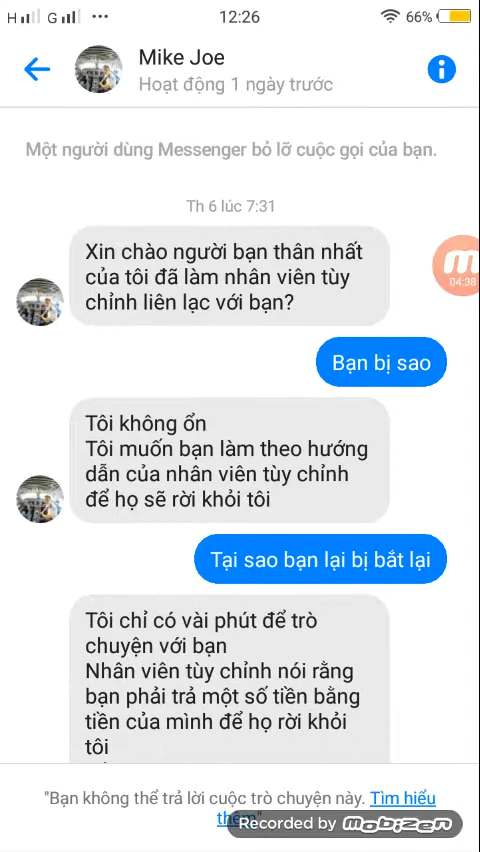 H G ... 12:26 66%
Mike Joe
Hoạt động 1 ngày trước
Một người dùng Messenger bỏ lỡ cuộc gọi của bạn.
Th 6 lúc 7:31
Xin chào người bạn thân nhất
của tôi đã làm nhân viên tùy
chỉnh liên lạc với bạn?
m
04:38
Bạn bị sao
Tôi không ổn
Tôi muốn bạn làm theo hướng
dẫn của nhân viên tùy chỉnh
để họ sẽ rời khỏi tôi
Tại sao bạn lại bị bắt lại
Tôi chỉ có vài phút để trò
chuyện với bạn
Nhân viên tùy chỉnh nói rằng
bạn phải trả một số tiền bằng
tiền của mình để họ rời khỏi
tôi
"Bạn không thể trả lời cuộc trò chuyện này. Tìm hiểu
thêm"
Recorded by mobizen